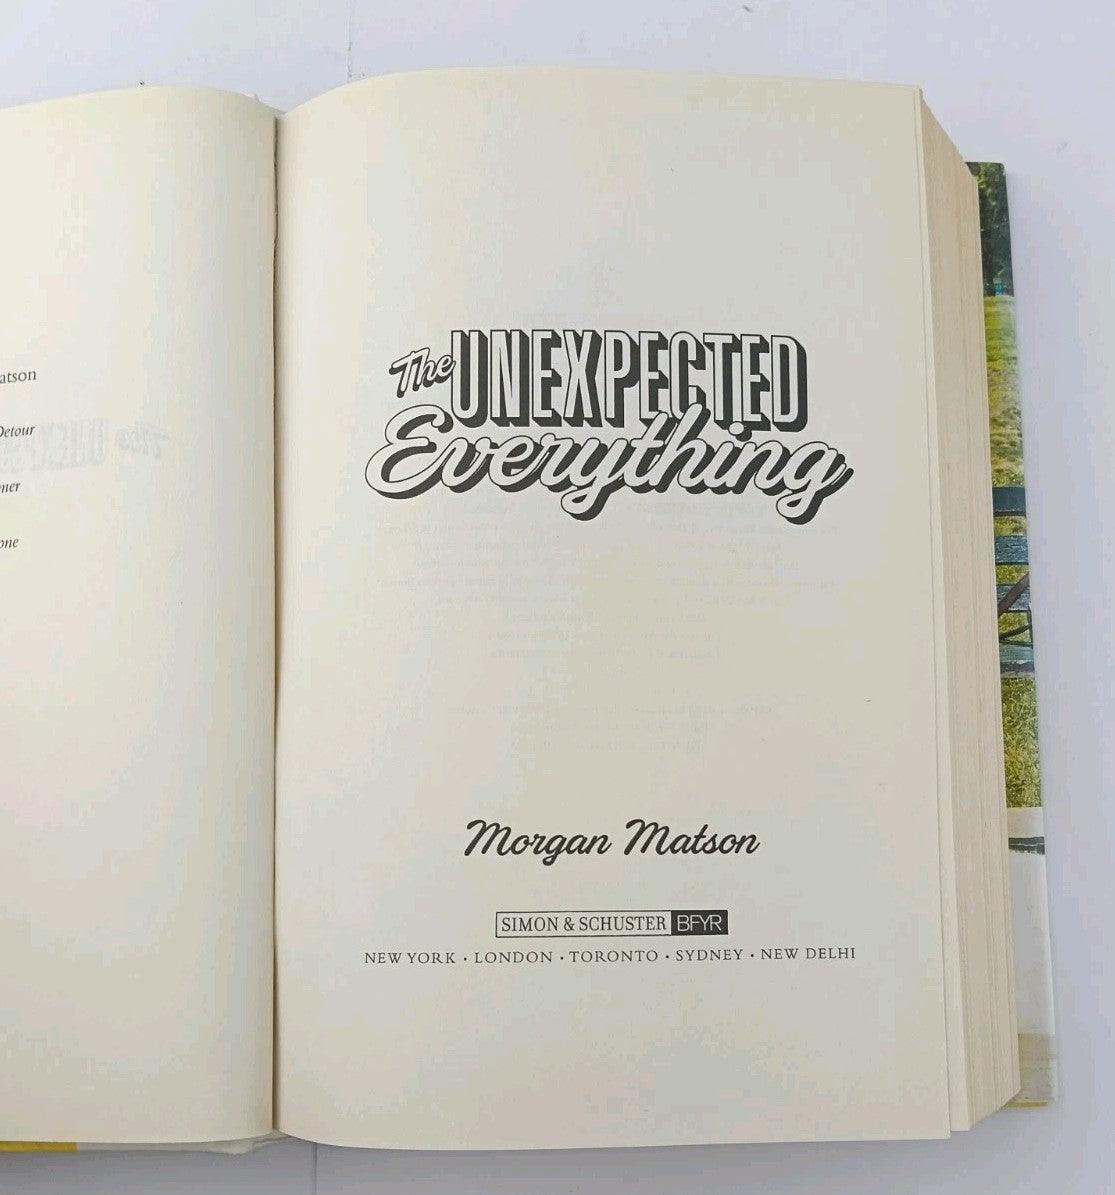 atson
Detour
ner
one
The UNEXPECTED
Everything
Morgan Matson
SIMON & SCHUSTER BFYR
NEW YORK • LONDON • TORONTO • SYDNEY • NEW DELHI